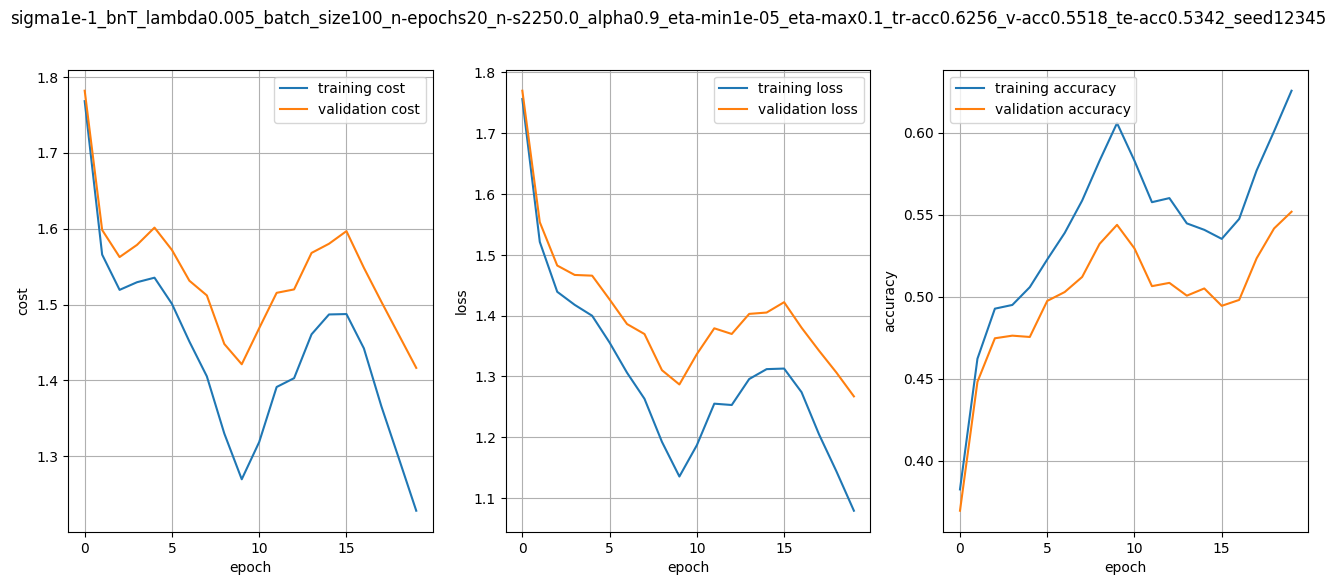 sigma1e-1_bnT_lambda0.005_batch_size100_n-epochs20_n-s2250.0_alpha0.9_eta-min1e-05_eta-max0.1_tr-acc0.6256_v-acc0.5518_te-acc0.5342_seed12345
training cost
validation cost
1.8
1.7
1.6
1.5
1.4
1.3
cost
0 5 10 15
epoch
training loss
validation loss
1.8
1.7
1.6
1.5
1.4
1.3
1.2
1.1
loss
0 5 10 15
epoch
training accuracy
validation accuracy
0.60
0.55
0.50
0.45
0.40
accuracy
0 5 10 15
epoch